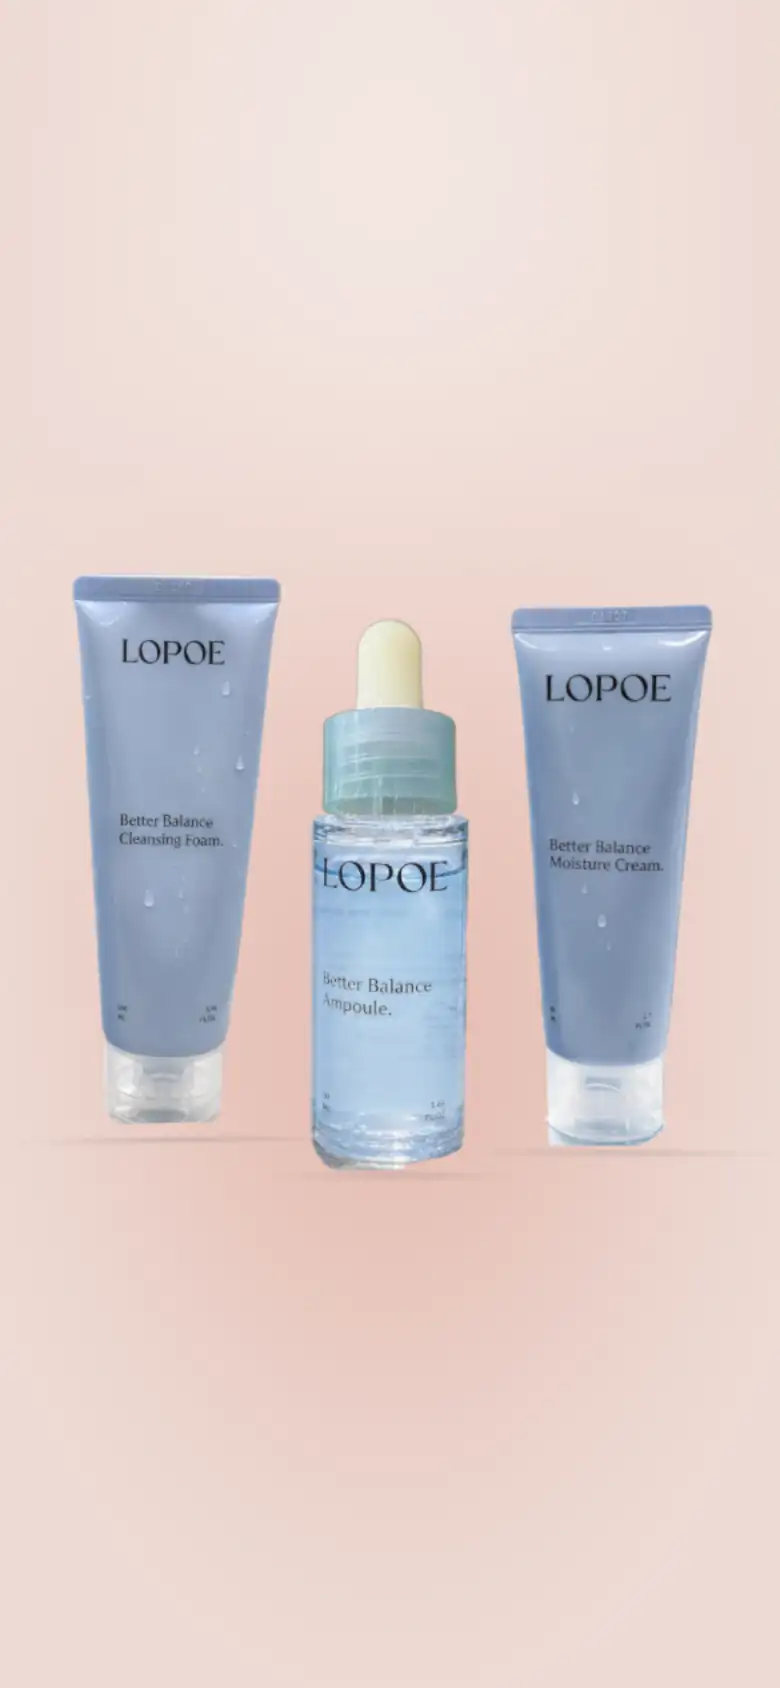 LOPOE
Better Balance
Cleansing Foam.
LOPOE
Better Balance
Ampoule.
LOPOE
Better Balance
Moisture Cream.